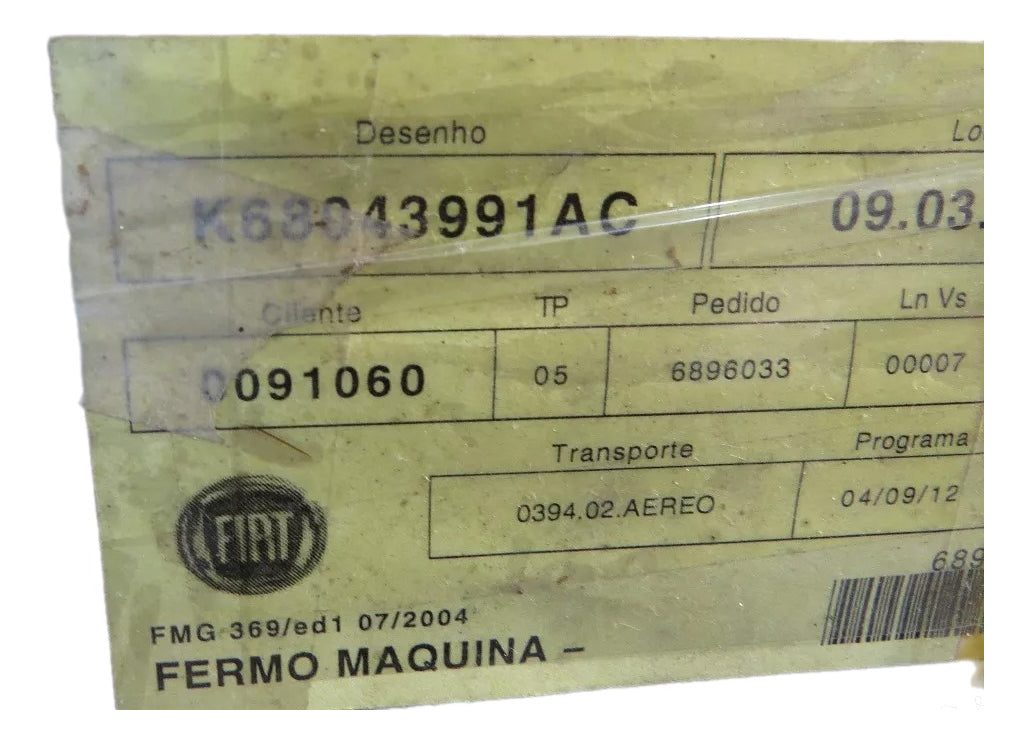 Desenho Lo
K68043991AC 09.03.
Cliente TP Pedido Ln Vs
0091060 05 6896033 00007
Transporte Programa
0394.02.AEREO 04/09/12
FIAT
689
FMG 369/ed1 07/2004
FERMO MAQUINA –